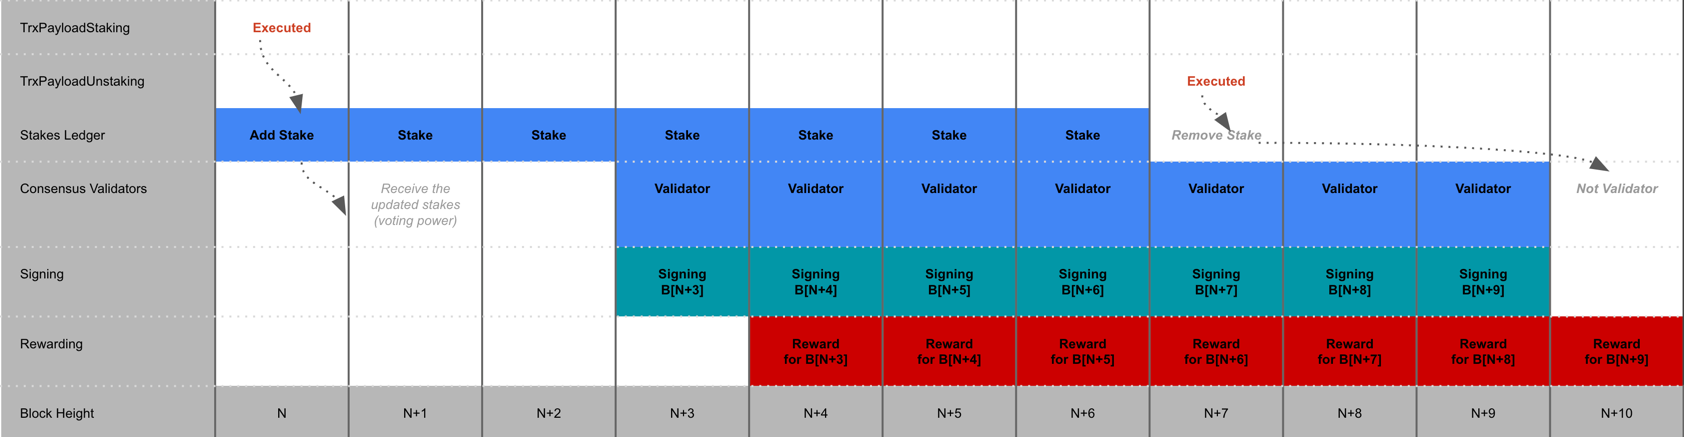 TrxPayloadStaking
Executed
TrxPayloadUnstaking
Executed
Stakes Ledger
Add Stake
Stake
Stake
Stake
Stake
Stake
Stake
Remove Stake
Consensus Validators
Receive the
updated stakes
(voting power)
Validator
Validator
Validator
Validator
Validator
Validator
Validator
Not Validator
Signing
Signing
B[N+3]
Signing
B[N+4]
Signing
B[N+5]
Signing
B[N+6]
Signing
B[N+7]
Signing
B[N+8]
Signing
B[N+9]
Rewarding
Reward
for B[N+3]
Reward
for B[N+4]
Reward
for B[N+5]
Reward
for B[N+6]
Reward
for B[N+7]
Reward
for B[N+8]
Reward
for B[N+9]
Block Height
N
N+1
N+2
N+3
N+4
N+5
N+6
N+7
N+8
N+9
N+10